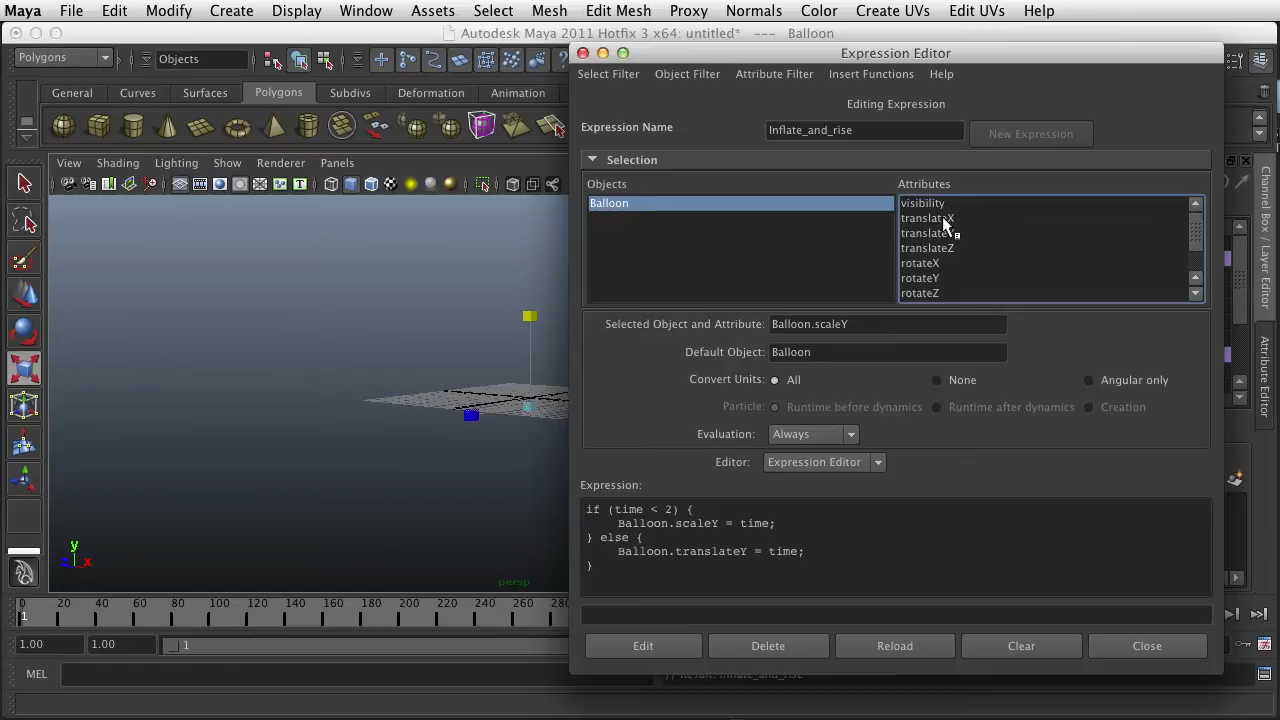 Maya File Edit Modify Create Display Window Assets Select Mesh Edit Mesh Proxy Normals Color Create UVs Edit UVs Help
Autodesk Maya 2011 Hotfix 3 x64: untitled* --- Balloon
Polygons Objects
General Curves Surfaces Polygons Subdivs Deformation Animation
View Shading Lighting Show Renderer Panels
Expression Editor
Select Filter Object Filter Attribute Filter Insert Functions Help
Editing Expression
Expression Name Inflate_and_rise New Expression
Selection
Objects Attributes
Balloon
visibility
translateX
translateY
translateZ
rotateX
rotateY
rotateZ
Selected Object and Attribute: Balloon.scaleY
Default Object: Balloon
Convert Units: All None Angular only
Particle: Runtime before dynamics Runtime after dynamics Creation
Evaluation: Always
Editor: Expression Editor
Expression:
if (time < 2) {
Balloon.scaleY = time;
} else {
Balloon.translateY = time;
}
Edit Delete Reload Clear Close
Channel Box / Layer Editor
Attribute Editor
y
z x
persp
0 20 40 60 80 100 120 140 160 180 200 220 240 260 280
1
1.00 1.00 1
MEL // Result: Inflate_and_rise